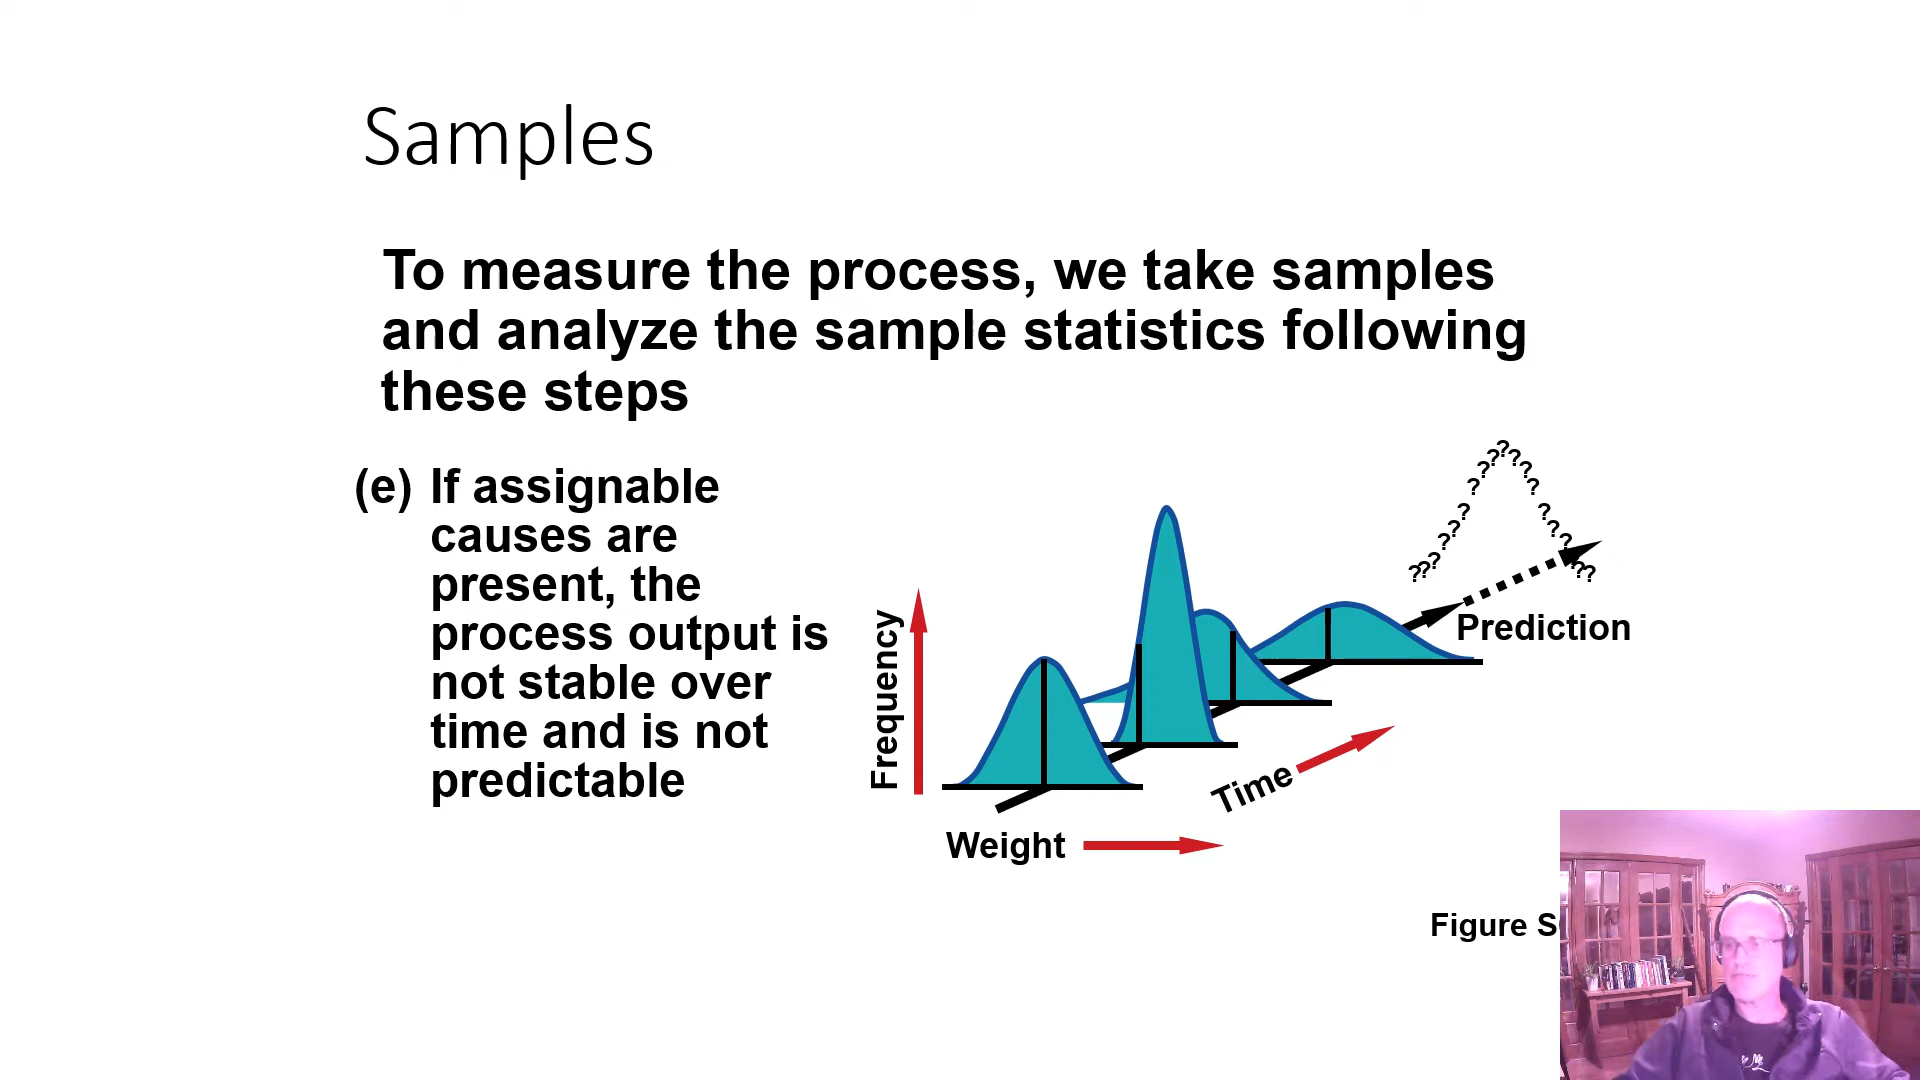 Samples
To measure the process, we take samples
and analyze the sample statistics following
these steps
(e) If assignable
causes are
present, the
process output is
not stable over
time and is not
predictable
Frequency
Weight
Time
Prediction
? ? ? ? ? ? ? ? ? ? ? ? ? ? ? ? ? ? ?
Figure S